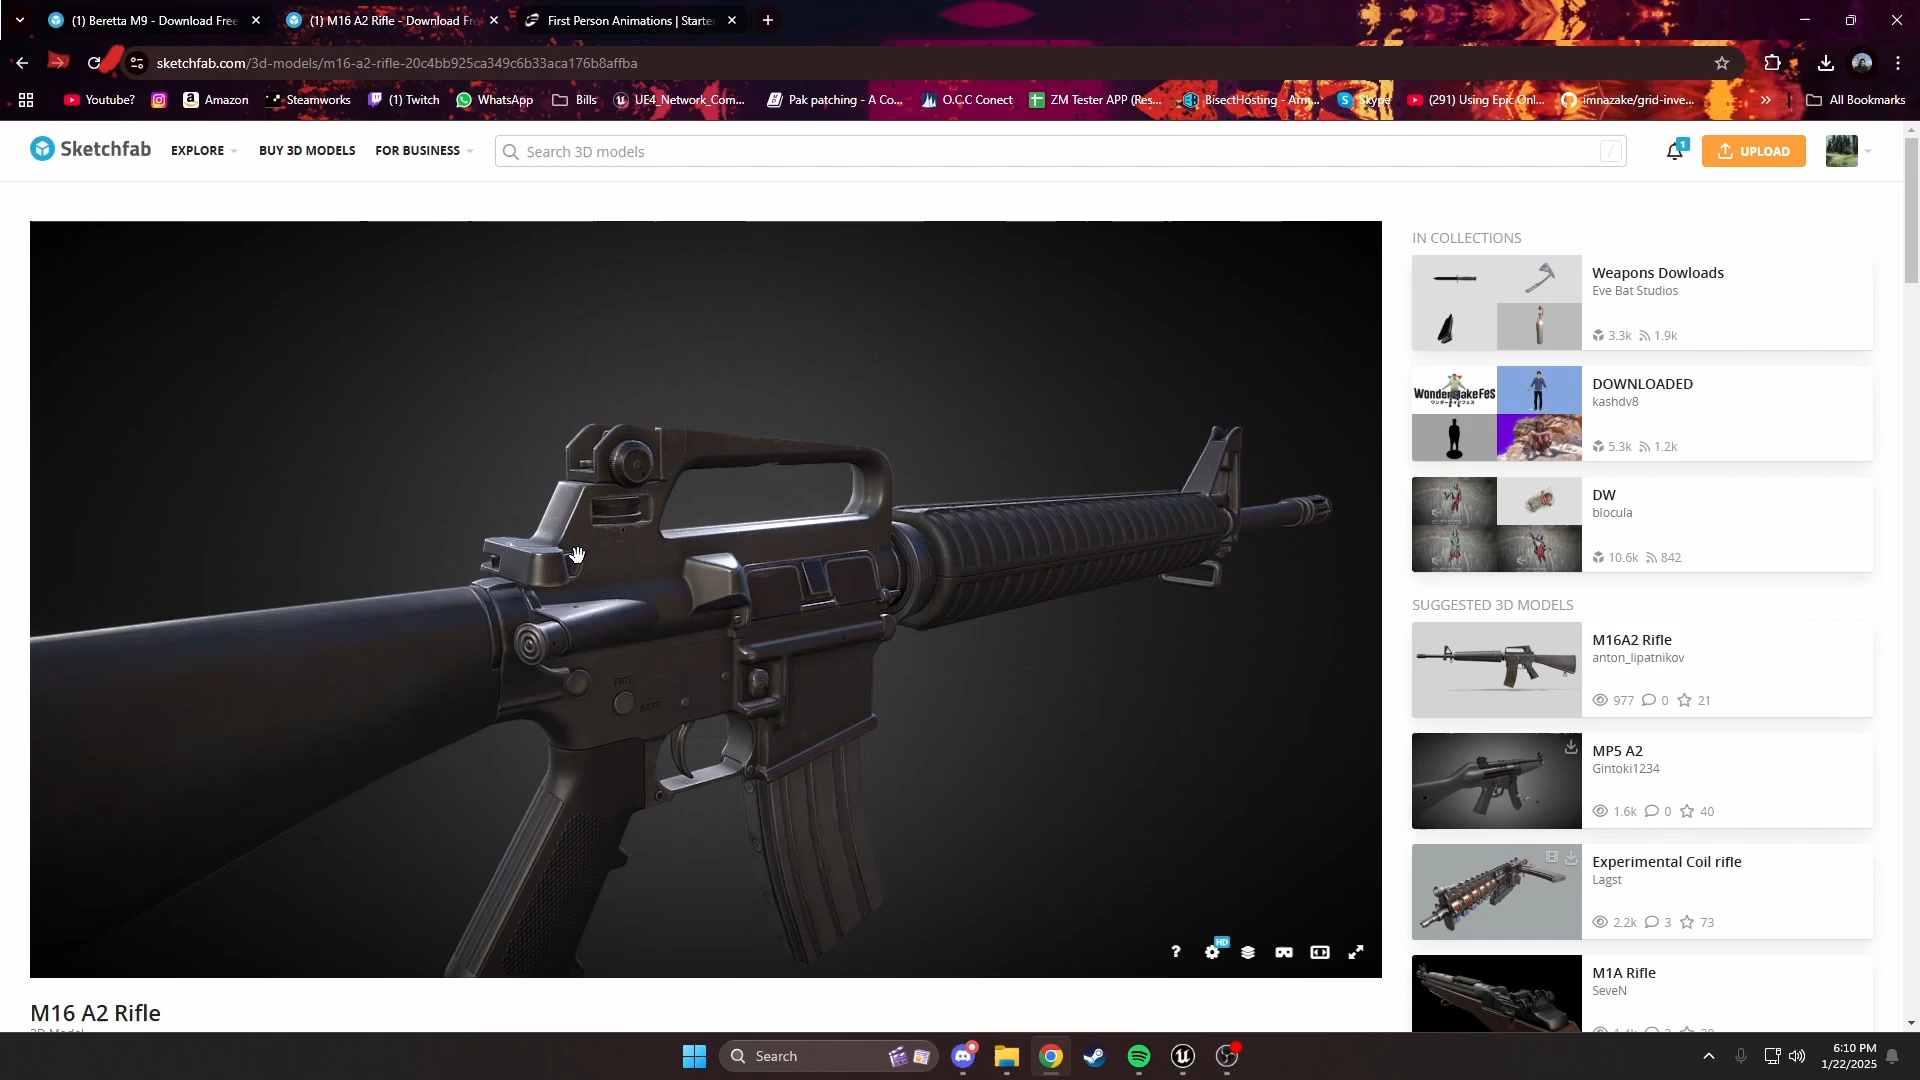 (1) Beretta M9 - Download Free
(1) M16 A2 Rifle - Download Fre
First Person Animations | Starte
sketchfab.com/3d-models/m16-a2-rifle-20c4bb925ca349c6b33aca176b8affba
Youtube?
Amazon
Steamworks
(1) Twitch
WhatsApp
Bills
UE4_Network_Com...
Pak patching - A Co...
O.C.C Conect
ZM Tester APP (Res...
BisectHosting - Arm...
Skype
(291) Using Epic Onl...
imnazake/grid-inve...
All Bookmarks
Sketchfab
EXPLORE
BUY 3D MODELS
FOR BUSINESS
Search 3D models
/
1
UPLOAD
IN COLLECTIONS
Weapons Dowloads
Eve Bat Studios
3.3k 1.9k
DOWNLOADED
kashdv8
5.3k 1.2k
DW
blocula
10.6k 842
SUGGESTED 3D MODELS
M16A2 Rifle
anton_lipatnikov
977 0 21
MP5 A2
Gintoki1234
1.6k 0 40
Experimental Coil rifle
Lagst
2.2k 3 73
M1A Rifle
SeveN
FIRE
SAFE
? HD
M16 A2 Rifle
Search
6:10 PM
1/22/2025